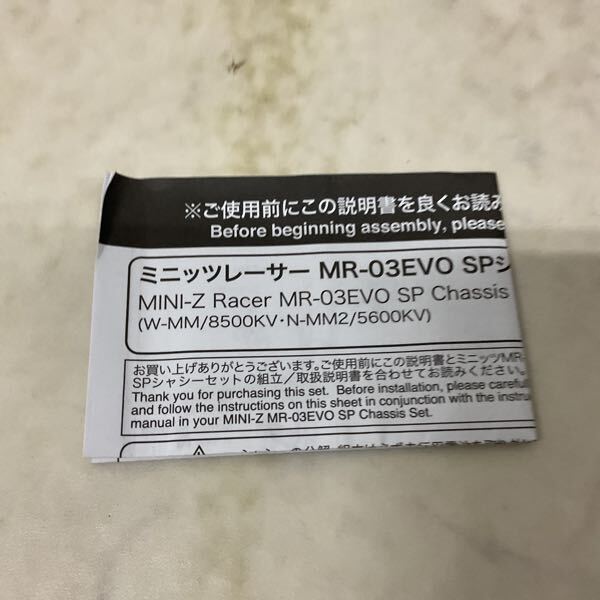 ※ご使用前にこの説明書を良くお読み
Before beginning assembly, please
ミニッツレーサー MR-03EVO SPシ
MINI-Z Racer MR-03EVO SP Chassis
(W-MM/8500KV・N-MM2/5600KV)
お買い上げありがとうございます。ご使用前にこの説明書とミニッツMR-
SPシャシーセットの組立／取扱説明書を合わせてお読みください。
Thank you for purchasing this set. Before installation, please carefull
and follow the instructions on this sheet in conjunction with the instru
manual in your MINI-Z MR-03EVO SP Chassis Set.